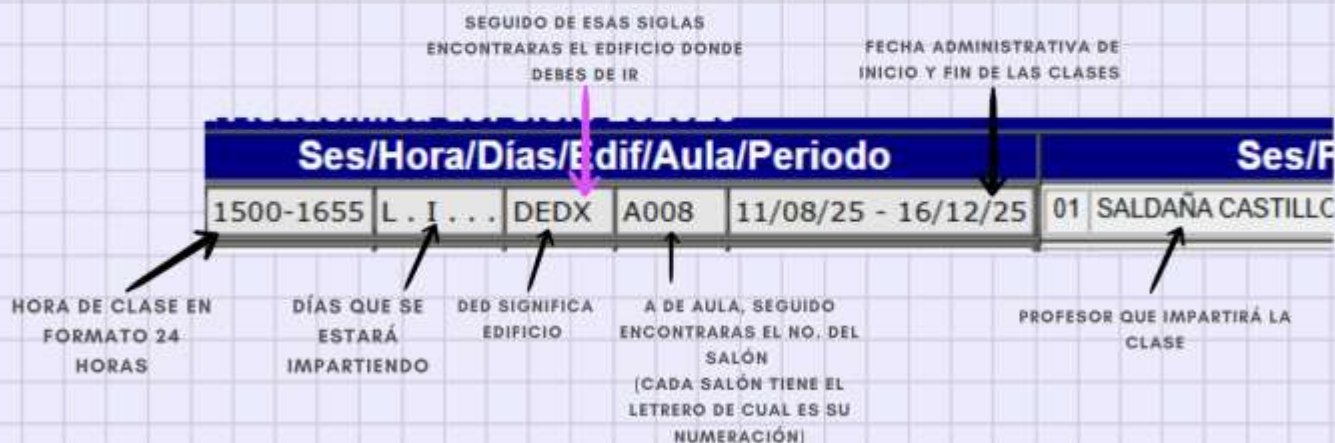 SEGUIDO DE ESAS SIGLAS
ENCONTRARAS EL EDIFICIO DONDE
DEBES DE IR
FECHA ADMINISTRATIVA DE
INICIO Y FIN DE LAS CLASES
Ses/Hora/Días/Edif/Aula/Periodo
Ses/
1500-1655 L . I . . . DEDX A008 11/08/25 - 16/12/25 01 SALDAÑA CASTILLO
HORA DE CLASE EN
FORMATO 24
HORAS
DÍAS QUE SE
ESTARÁ
IMPARTIENDO
DED SIGNIFICA
EDIFICIO
A DE AULA, SEGUIDO
ENCONTRARAS EL NO. DEL
SALÓN
(CADA SALÓN TIENE EL
LETRERO DE CUAL ES SU
NUMERACIÓN)
PROFESOR QUE IMPARTIRÁ LA
CLASE